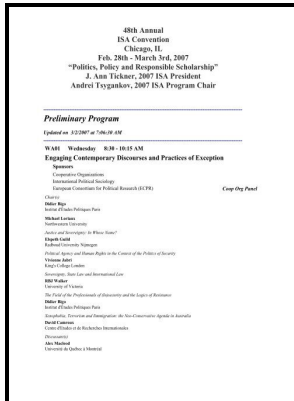 48th Annual
ISA Convention
Chicago, IL
Feb. 28th - March 3rd, 2007
"Politics, Policy and Responsible Scholarship"
J. Ann Tickner, 2007 ISA President
Andrei Tsygankov, 2007 ISA Program Chair
Preliminary Program
Updated on 3/2/2007 at 7:06:30 AM
WA01 Wednesday 8:30 - 10:15 AM
Engaging Contemporary Discourses and Practices of Exception
Sponsors
Cooperative Organizations
International Political Sociology
European Consortium for Political Research (ECPR) Coop Org Panel
Chair(s)
Didier Bigo
Institut d'Etudes Politiques Paris
Michael Loriaux
Northwestern University
Justice and Sovereignty: In Whose Name?
Elspeth Guild
Radboud University Nijmegen
Political Agency and Human Rights in the Context of the Politics of Security
Vivienne Jabri
King's College London
Sovereignty, State Law and International Law
RBJ Walker
University of Victoria
The Field of the Professionals of (In)security and the Logics of Resistance
Didier Bigo
Institut d'Etudes Politiques Paris
Xenophobia, Terrorism and Immigration: the Neo-Conservative Agenda in Australia
David Camroux
Centre d'Etudes et de Recherches Internationales
Discussant(s)
Alex Macleod
Université du Québec à Montréal